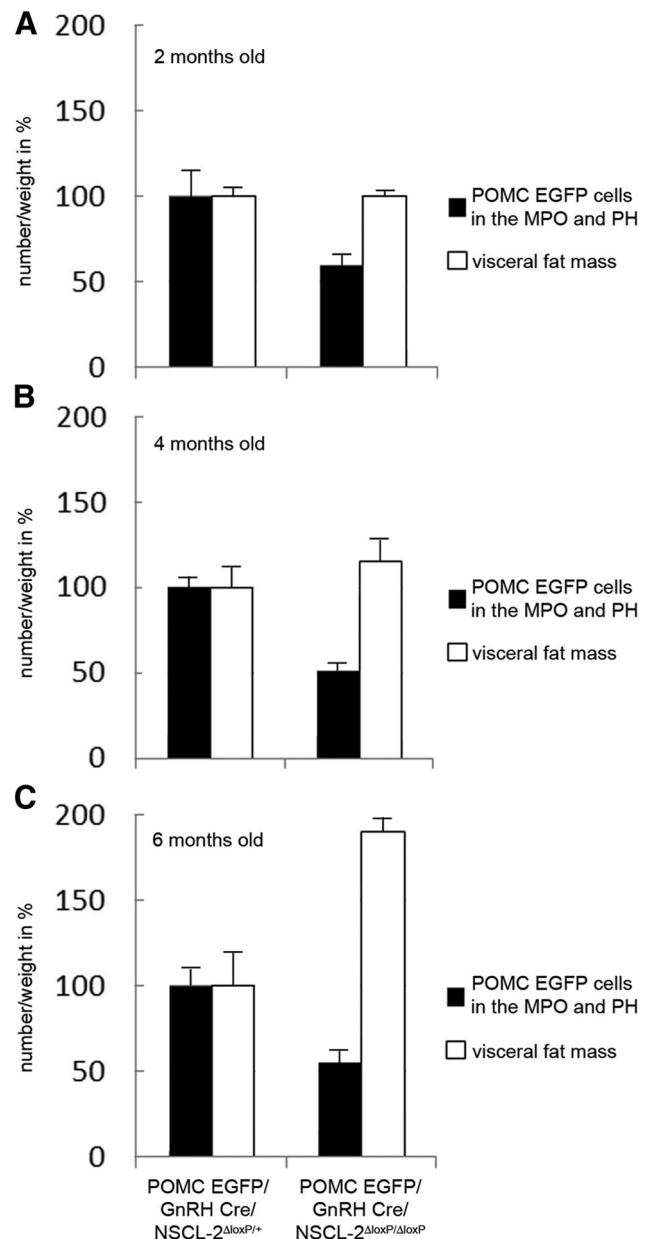 A
200
2 months old
150
100
50
0
number/weight in %
POMC EGFP cells
in the MPO and PH
visceral fat mass
B
200
4 months old
150
100
50
0
number/weight in %
POMC EGFP cells
in the MPO and PH
visceral fat mass
C
200
6 months old
150
100
50
0
number/weight in %
POMC EGFP cells
in the MPO and PH
visceral fat mass
POMC EGFP/
GnRH Cre/
NSCL-2ΔloxP/+
POMC EGFP/
GnRH Cre/
NSCL-2ΔloxP/ΔloxP